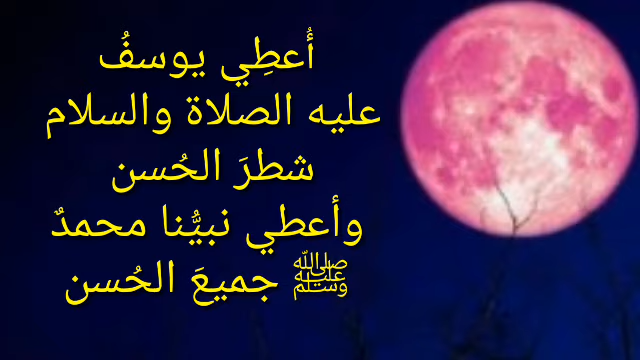 أُعطِي يوسفُ
عليه الصلاة والسلام
شطرَ الحُسن
وأعطي نبيُّنا محمدٌ
ﷺ جميعَ الحُسن